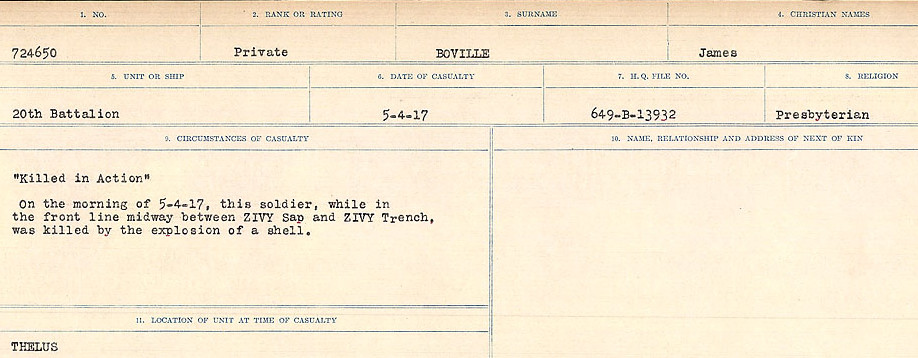 1. NO. 2. RANK OR RATING 3. SURNAME 4. CHRISTIAN NAMES
724650 Private BOVILLE James
5. UNIT OR SHIP 6. DATE OF CASUALTY 7. H.Q. FILE NO. 8. RELIGION
20th Battalion 5-4-17 649-B-13932 Presbyterian
9. CIRCUMSTANCES OF CASUALTY 10. NAME, RELATIONSHIP AND ADDRESS OF NEXT OF KIN
"Killed in Action"
On the morning of 5-4-17, this soldier, while in
the front line midway between ZIVY Sap and ZIVY Trench,
was killed by the explosion of a shell.
11. LOCATION OF UNIT AT TIME OF CASUALTY
THELUS